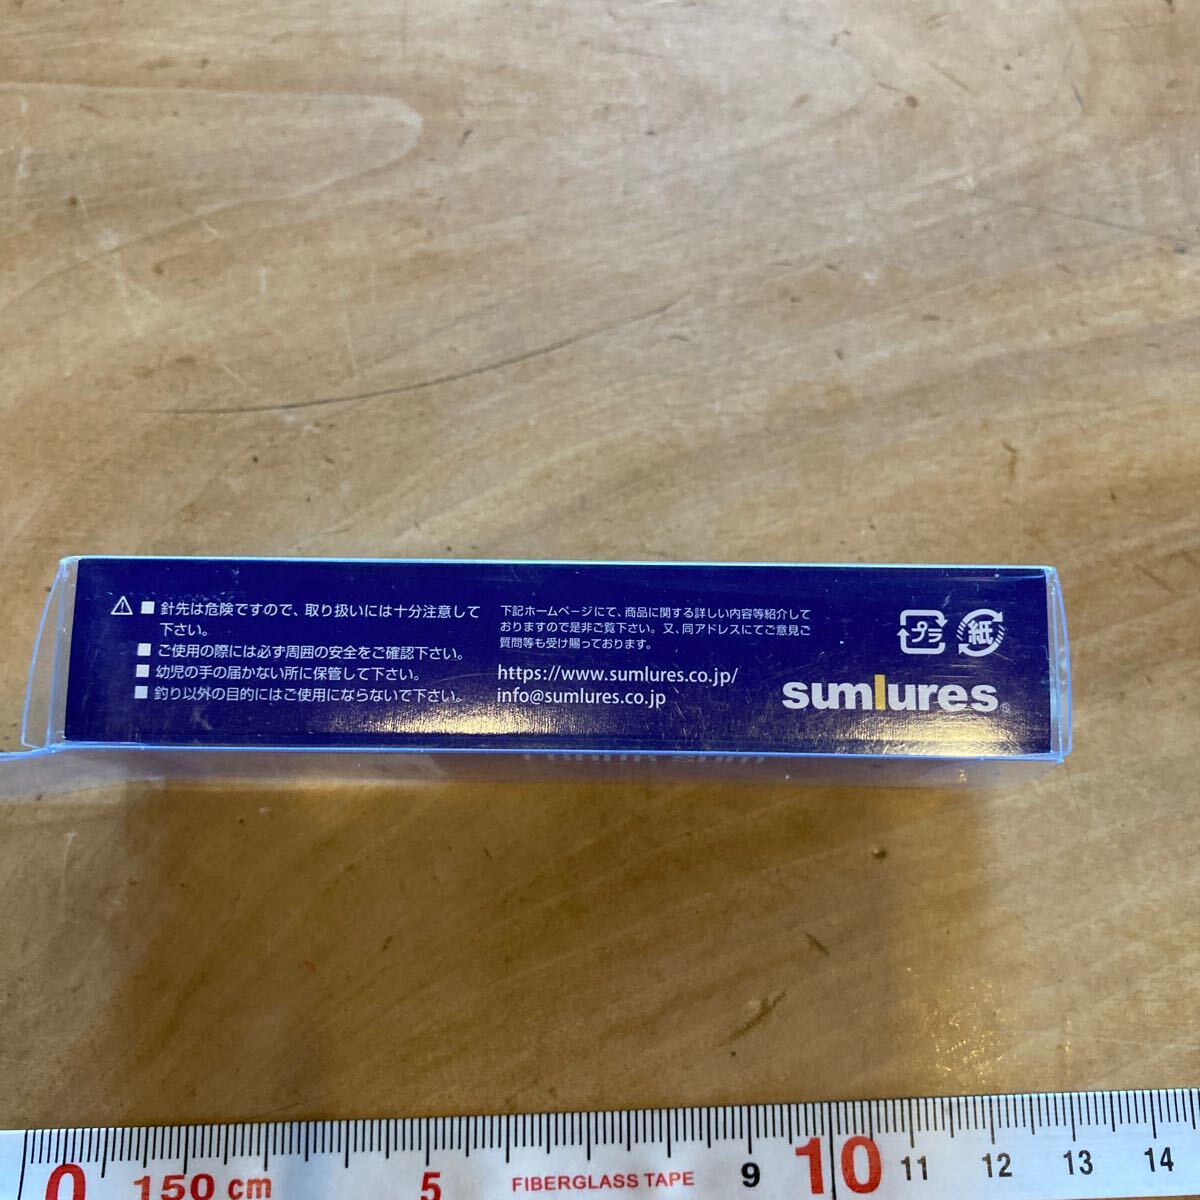 ⚠ ■ 針先は危険ですので、取り扱いには十分注意して
下さい。
■ ご使用の際には必ず周囲の安全をご確認下さい。
■ 幼児の手の届かない所に保管して下さい。
■ 釣り以外の目的にはご使用にならないで下さい。
下記ホームページにて、商品に関する詳しい内容等紹介して
おりますので是非ご覧下さい。又、同アドレスにてご意見ご
質問等も受け賜っております。
https://www.sumlures.co.jp/
info@sumlures.co.jp
プラ 紙
sumlures®
0 150 cm 5 FIBERGLASS TAPE 9 10 11 12 13 14